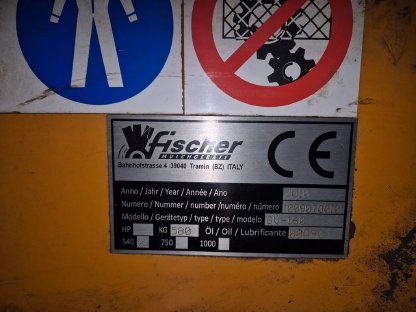 Fischer
MULCHGERÄTE
Bahnhofstrasse 4 39040 Tramin (BZ) ITALY
CE
Anno / Jahr / Year / Année / Ano
Numero / Nummer / number /numéro / número
Modello / Gerätetyp / type / type / modelo
HP KG 580 Öl / Oil / Lubrificante
540 750 1000